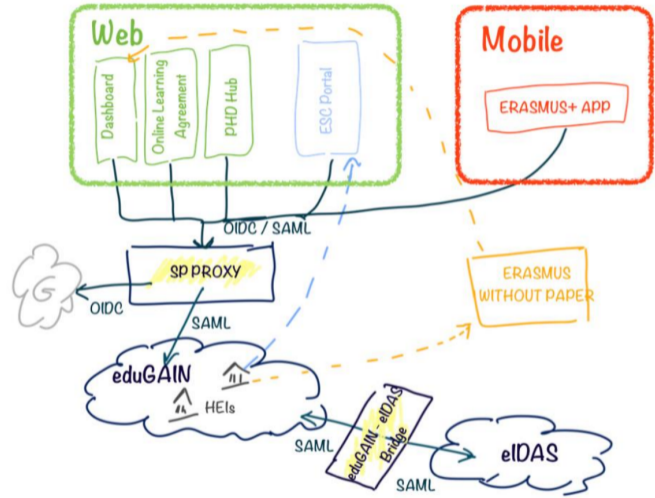 Web
Mobile
Dashboard
Online Learning
Agreement
PHD Hub
ESC Portal
ERASMUS+ APP
OIDC / SAML
SP PROXY
G
OIDC
SAML
ERASMUS
WITHOUT PAPER
eduGAIN
HEIs
SAML
eduGAIN - eIDAS
Bridge
SAML
eIDAS